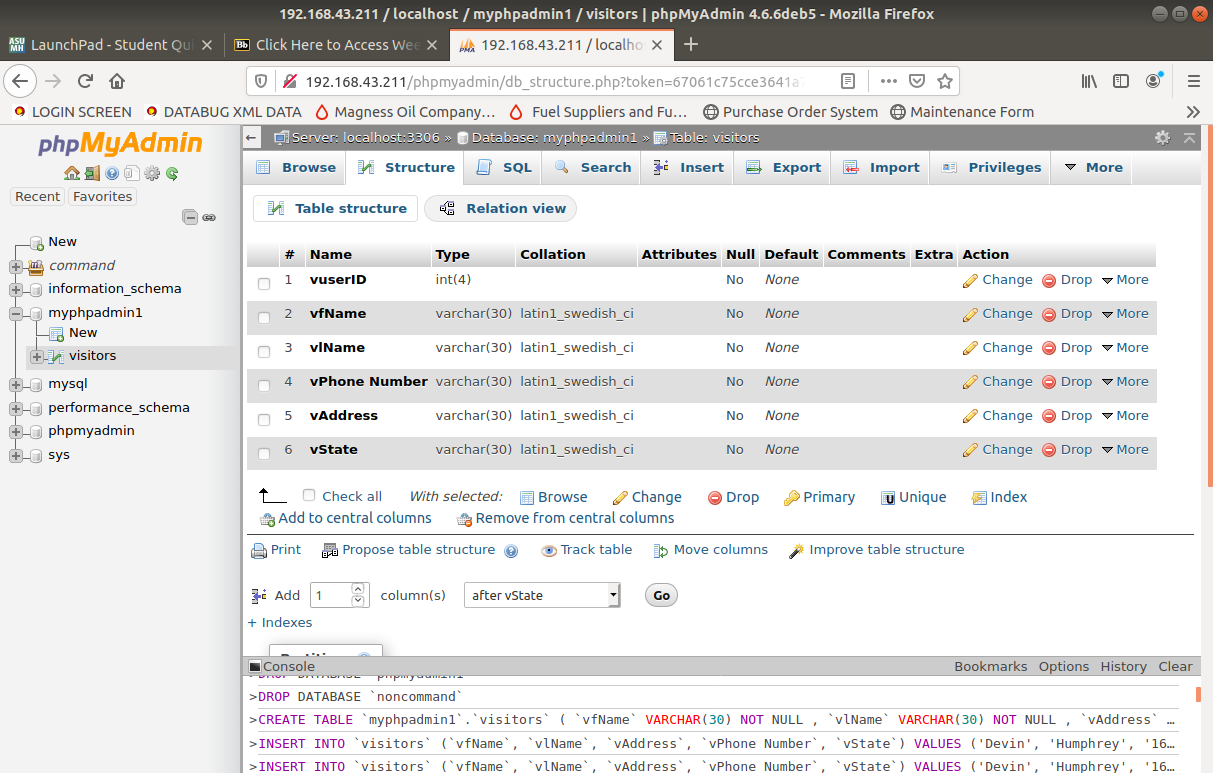 192.168.43.211 / localhost / myphpadmin1 / visitors | phpMyAdmin 4.6.6deb5 - Mozilla Firefox
ASU MH LaunchPad - Student Qui
Bb Click Here to Access Wee
PMA 192.168.43.211 / localho
192.168.43.211/phpmyadmin/db_structure.php?token=67061c75cce3641a7
LOGIN SCREEN DATABUG XML DATA Magness Oil Company... Fuel Suppliers and Fu... Purchase Order System Maintenance Form
phpMyAdmin
Recent Favorites
New
command
information_schema
myphpadmin1
New
visitors
mysql
performance_schema
phpmyadmin
sys
Server: localhost:3306 » Database: myphpadmin1 » Table: visitors
Browse Structure SQL Search Insert Export Import Privileges More
Table structure Relation view
# Name Type Collation Attributes Null Default Comments Extra Action
1 vuserID int(4) No None Change Drop More
2 vfName varchar(30) latin1_swedish_ci No None Change Drop More
3 vlName varchar(30) latin1_swedish_ci No None Change Drop More
4 vPhone Number varchar(30) latin1_swedish_ci No None Change Drop More
5 vAddress varchar(30) latin1_swedish_ci No None Change Drop More
6 vState varchar(30) latin1_swedish_ci No None Change Drop More
Check all With selected: Browse Change Drop Primary Unique Index
Add to central columns Remove from central columns
Print Propose table structure Track table Move columns Improve table structure
Add 1 column(s) after vState Go
+ Indexes
Console Bookmarks Options History Clear
>DROP DATABASE `phpmyadmin`
>DROP DATABASE `noncommand`
>CREATE TABLE `myphpadmin1`.`visitors` ( `vfName` VARCHAR(30) NOT NULL , `vlName` VARCHAR(30) NOT NULL , `vAddress` …
>INSERT INTO `visitors` (`vfName`, `vlName`, `vAddress`, `vPhone Number`, `vState`) VALUES ('Devin', 'Humphrey', '16…
>INSERT INTO `visitors` (`vfName`, `vlName`, `vAddress`, `vPhone Number`, `vState`) VALUES ('Devin', 'Humphrey', '16…